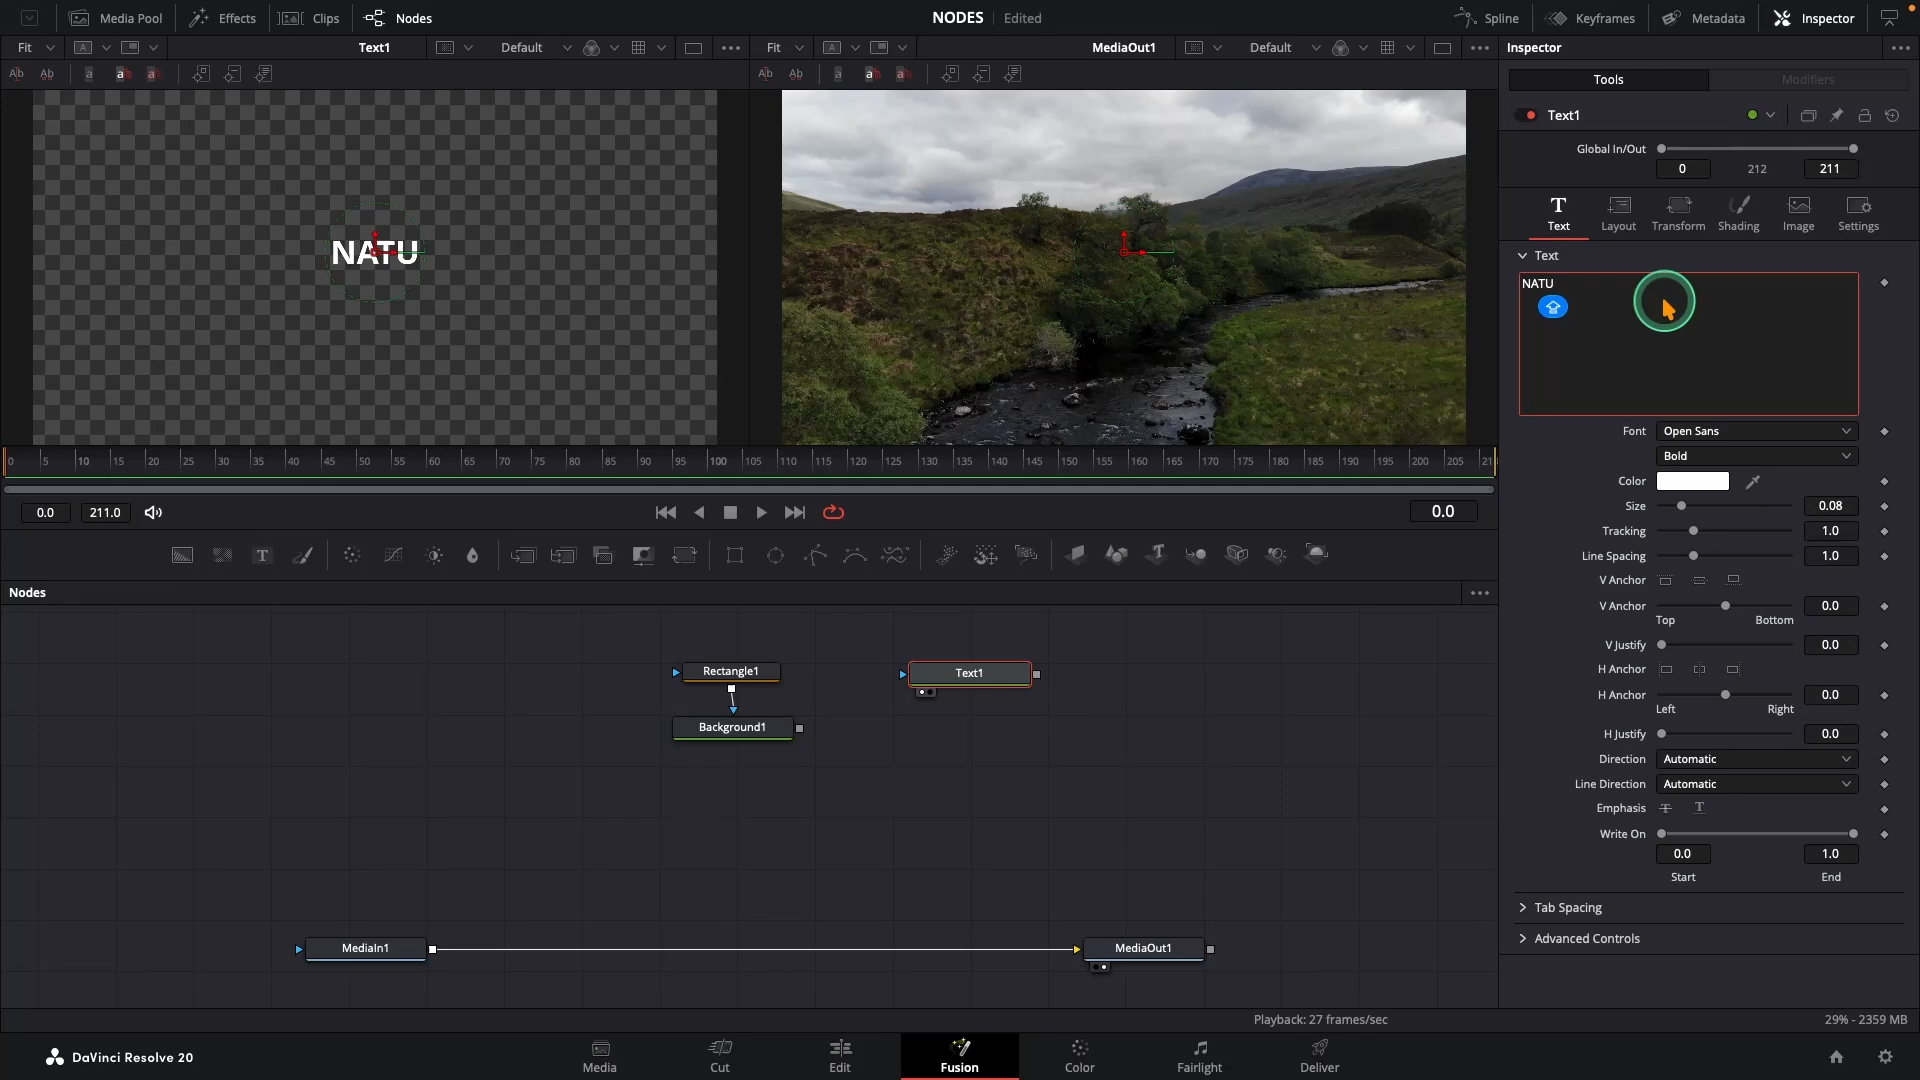 Media Pool
Effects
Clips
Nodes
NODES
Edited
Spline
Keyframes
Metadata
Inspector
Fit
Text1
Default
Fit
MediaOut1
Default
Inspector
Tools
Modifiers
Text1
Global In/Out
0
212
211
Text
Layout
Transform
Shading
Image
Settings
Text
NATU
NATU
Font
Open Sans
Bold
Color
Size
0.08
Tracking
1.0
Line Spacing
1.0
V Anchor
V Anchor
0.0
Top
Bottom
V Justify
0.0
H Anchor
H Anchor
0.0
Left
Right
H Justify
0.0
Direction
Automatic
Line Direction
Automatic
Emphasis
Write On
0.0
1.0
Start
End
Tab Spacing
Advanced Controls
0 5 10 15 20 25 30 35 40 45 50 55 60 65 70 75 80 85 90 95 100 105 110 115 120 125 130 135 140 145 150 155 160 165 170 175 180 185 190 195 200 205 21
0.0
211.0
0.0
Nodes
Rectangle1
Text1
Background1
MediaIn1
MediaOut1
Playback: 27 frames/sec
29% - 2359 MB
DaVinci Resolve 20
Media
Cut
Edit
Fusion
Color
Fairlight
Deliver